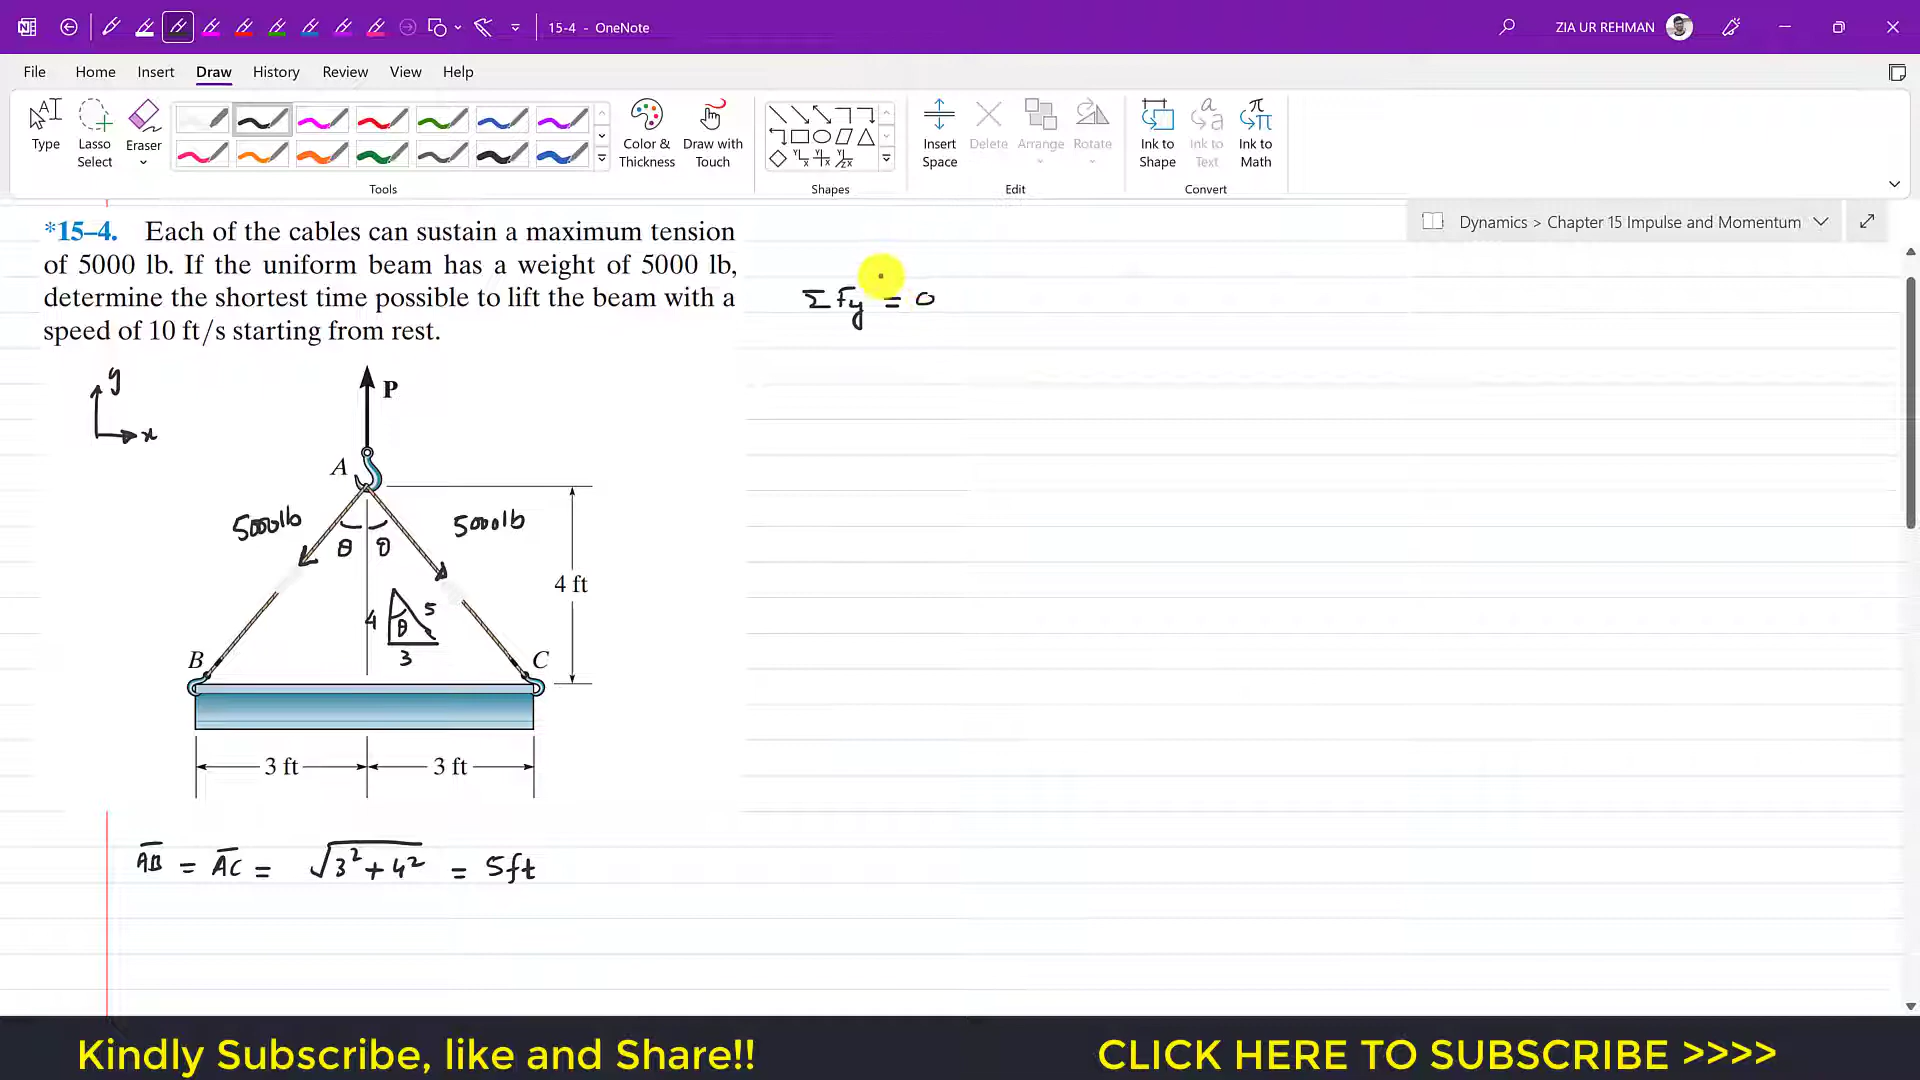 15-4 - OneNote
ZIA UR REHMAN
File Home Insert Draw History Review View Help
Type
Lasso Select
Eraser
Color & Thickness
Draw with Touch
Insert Space
Delete
Arrange
Rotate
Ink to Shape
Ink to Text
Ink to Math
Tools
Shapes
Edit
Convert
Dynamics > Chapter 15 Impulse and Momentum
*15–4. Each of the cables can sustain a maximum tension
of 5000 lb. If the uniform beam has a weight of 5000 lb,
determine the shortest time possible to lift the beam with a
speed of 10 ft/s starting from rest.
ΣFy = 0
y
x
P
A
5000lb
5000lb
θ θ
4 ft
4 5
θ
3
B
C
3 ft
3 ft
AB = AC = √3²+4² = 5ft
Kindly Subscribe, like and Share!!
CLICK HERE TO SUBSCRIBE >>>>